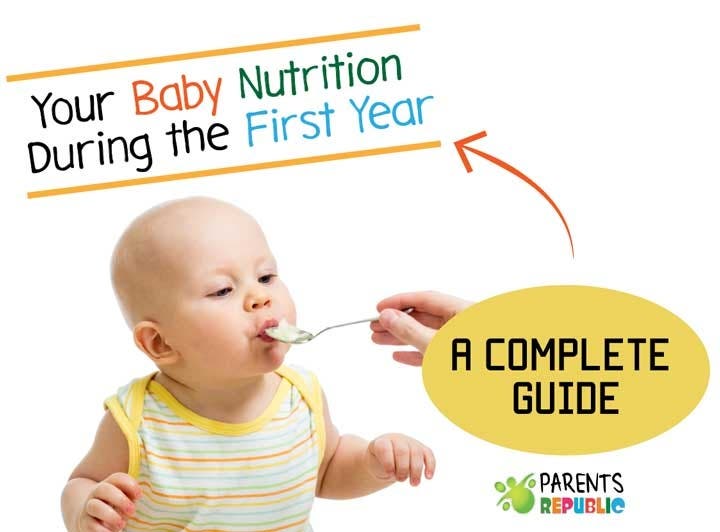 Your Baby Nutrition
During the First Year
A COMPLETE
GUIDE
PARENTS
REPUBLIC